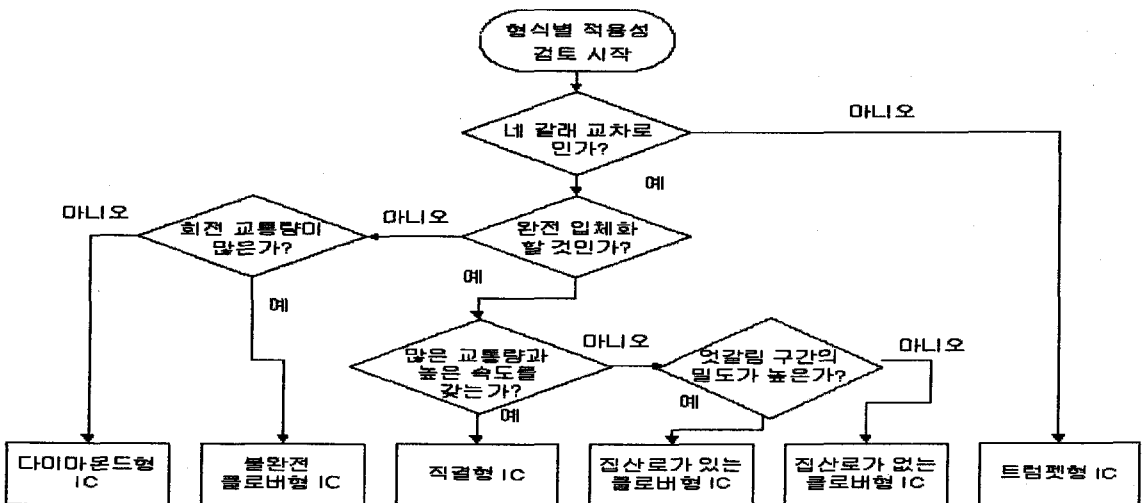 형식별 적용성
검토 시작
네 갈래 교차로
인가?
아니오
예
완전 입체화
할 것인가?
아니오
회전 교통량이
많은가?
아니오
예
예
많은 교통량과
높은 속도를
갖는가?
아니오
엇갈림 구간의
밀도가 높은가?
아니오
예
예
다이아몬드형
IC
불완전
클로버형 IC
직결형 IC
집산로가 있는
클로버형 IC
집산로가 없는
클로버형 IC
트럼펫형 IC